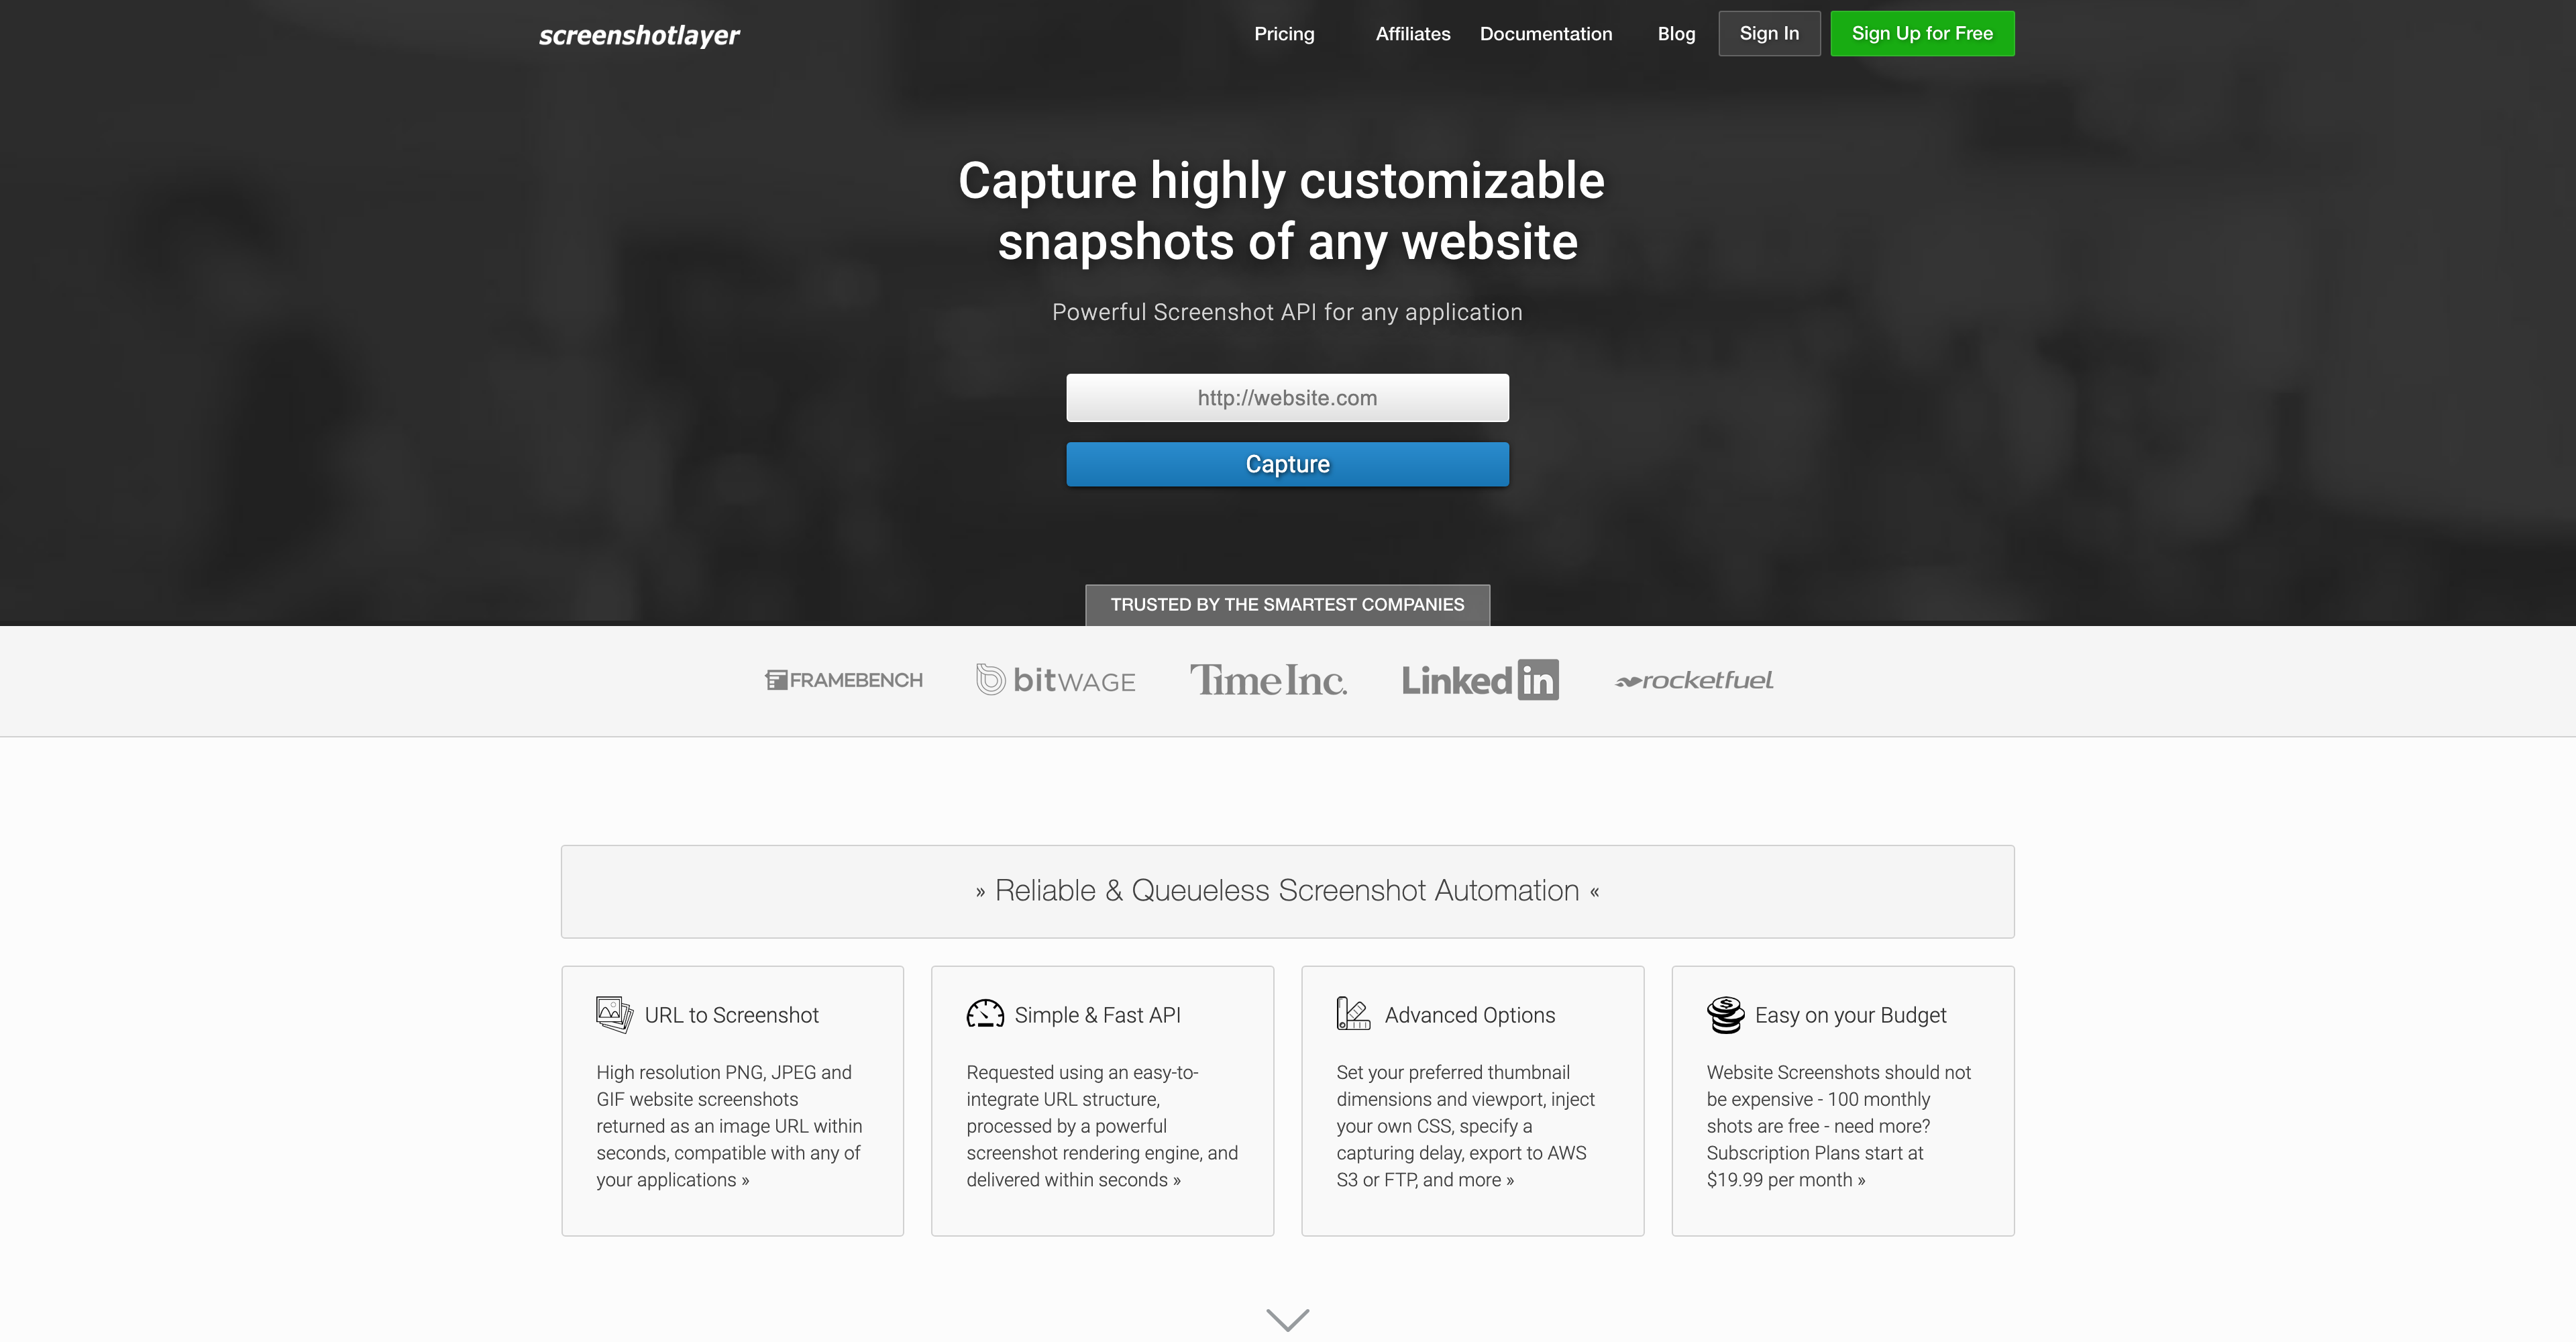 screenshotlayer
Pricing Affiliates Documentation Blog Sign In Sign Up for Free
Capture highly customizable
snapshots of any website
Powerful Screenshot API for any application
http://website.com
Capture
TRUSTED BY THE SMARTEST COMPANIES
FRAMEBENCH bitWAGE Time Inc. Linked in rocketfuel
» Reliable & Queueless Screenshot Automation «
URL to Screenshot
High resolution PNG, JPEG and
GIF website screenshots
returned as an image URL within
seconds, compatible with any of
your applications »
Simple & Fast API
Requested using an easy-to-
integrate URL structure,
processed by a powerful
screenshot rendering engine, and
delivered within seconds »
Advanced Options
Set your preferred thumbnail
dimensions and viewport, inject
your own CSS, specify a
capturing delay, export to AWS
S3 or FTP, and more »
Easy on your Budget
Website Screenshots should not
be expensive - 100 monthly
shots are free - need more?
Subscription Plans start at
$19.99 per month »